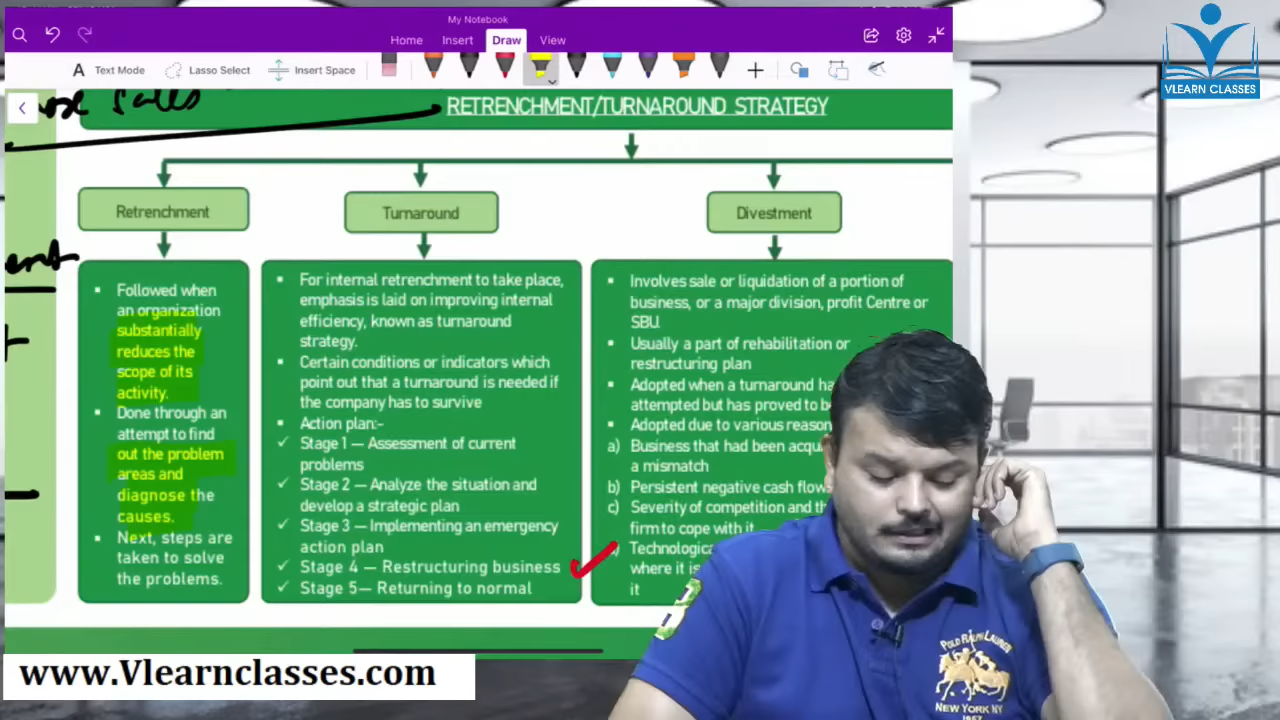 My Notebook
Home Insert Draw View
Text Mode Lasso Select Insert Space
VLEARN CLASSES
Sales
RETRENCHMENT/TURNAROUND STRATEGY
Retrenchment
Followed when
an organization
substantially
reduces the
scope of its
activity.
Done through an
attempt to find
out the problem
areas and
diagnose the
causes.
Next, steps are
taken to solve
the problems.
Turnaround
For internal retrenchment to take place,
emphasis is laid on improving internal
efficiency, known as turnaround
strategy.
Certain conditions or indicators which
point out that a turnaround is needed if
the company has to survive
Action plan:-
Stage 1 — Assessment of current
problems
Stage 2 — Analyze the situation and
develop a strategic plan
Stage 3 — Implementing an emergency
action plan
Stage 4 — Restructuring business
Stage 5— Returning to normal
Divestment
Involves sale or liquidation of a portion of
business, or a major division, profit Centre or
SBU.
Usually a part of rehabilitation or
restructuring plan
Adopted when a turnaround
attempted but has proved to
Adopted due to various
a) Business that had been
a mismatch
b) Persistent negative cash
c) Severity of competition and
firm to cope with it
where it is
it
www.Vlearnclasses.com
POLO RALPH LAUREN
NEW YORK NY